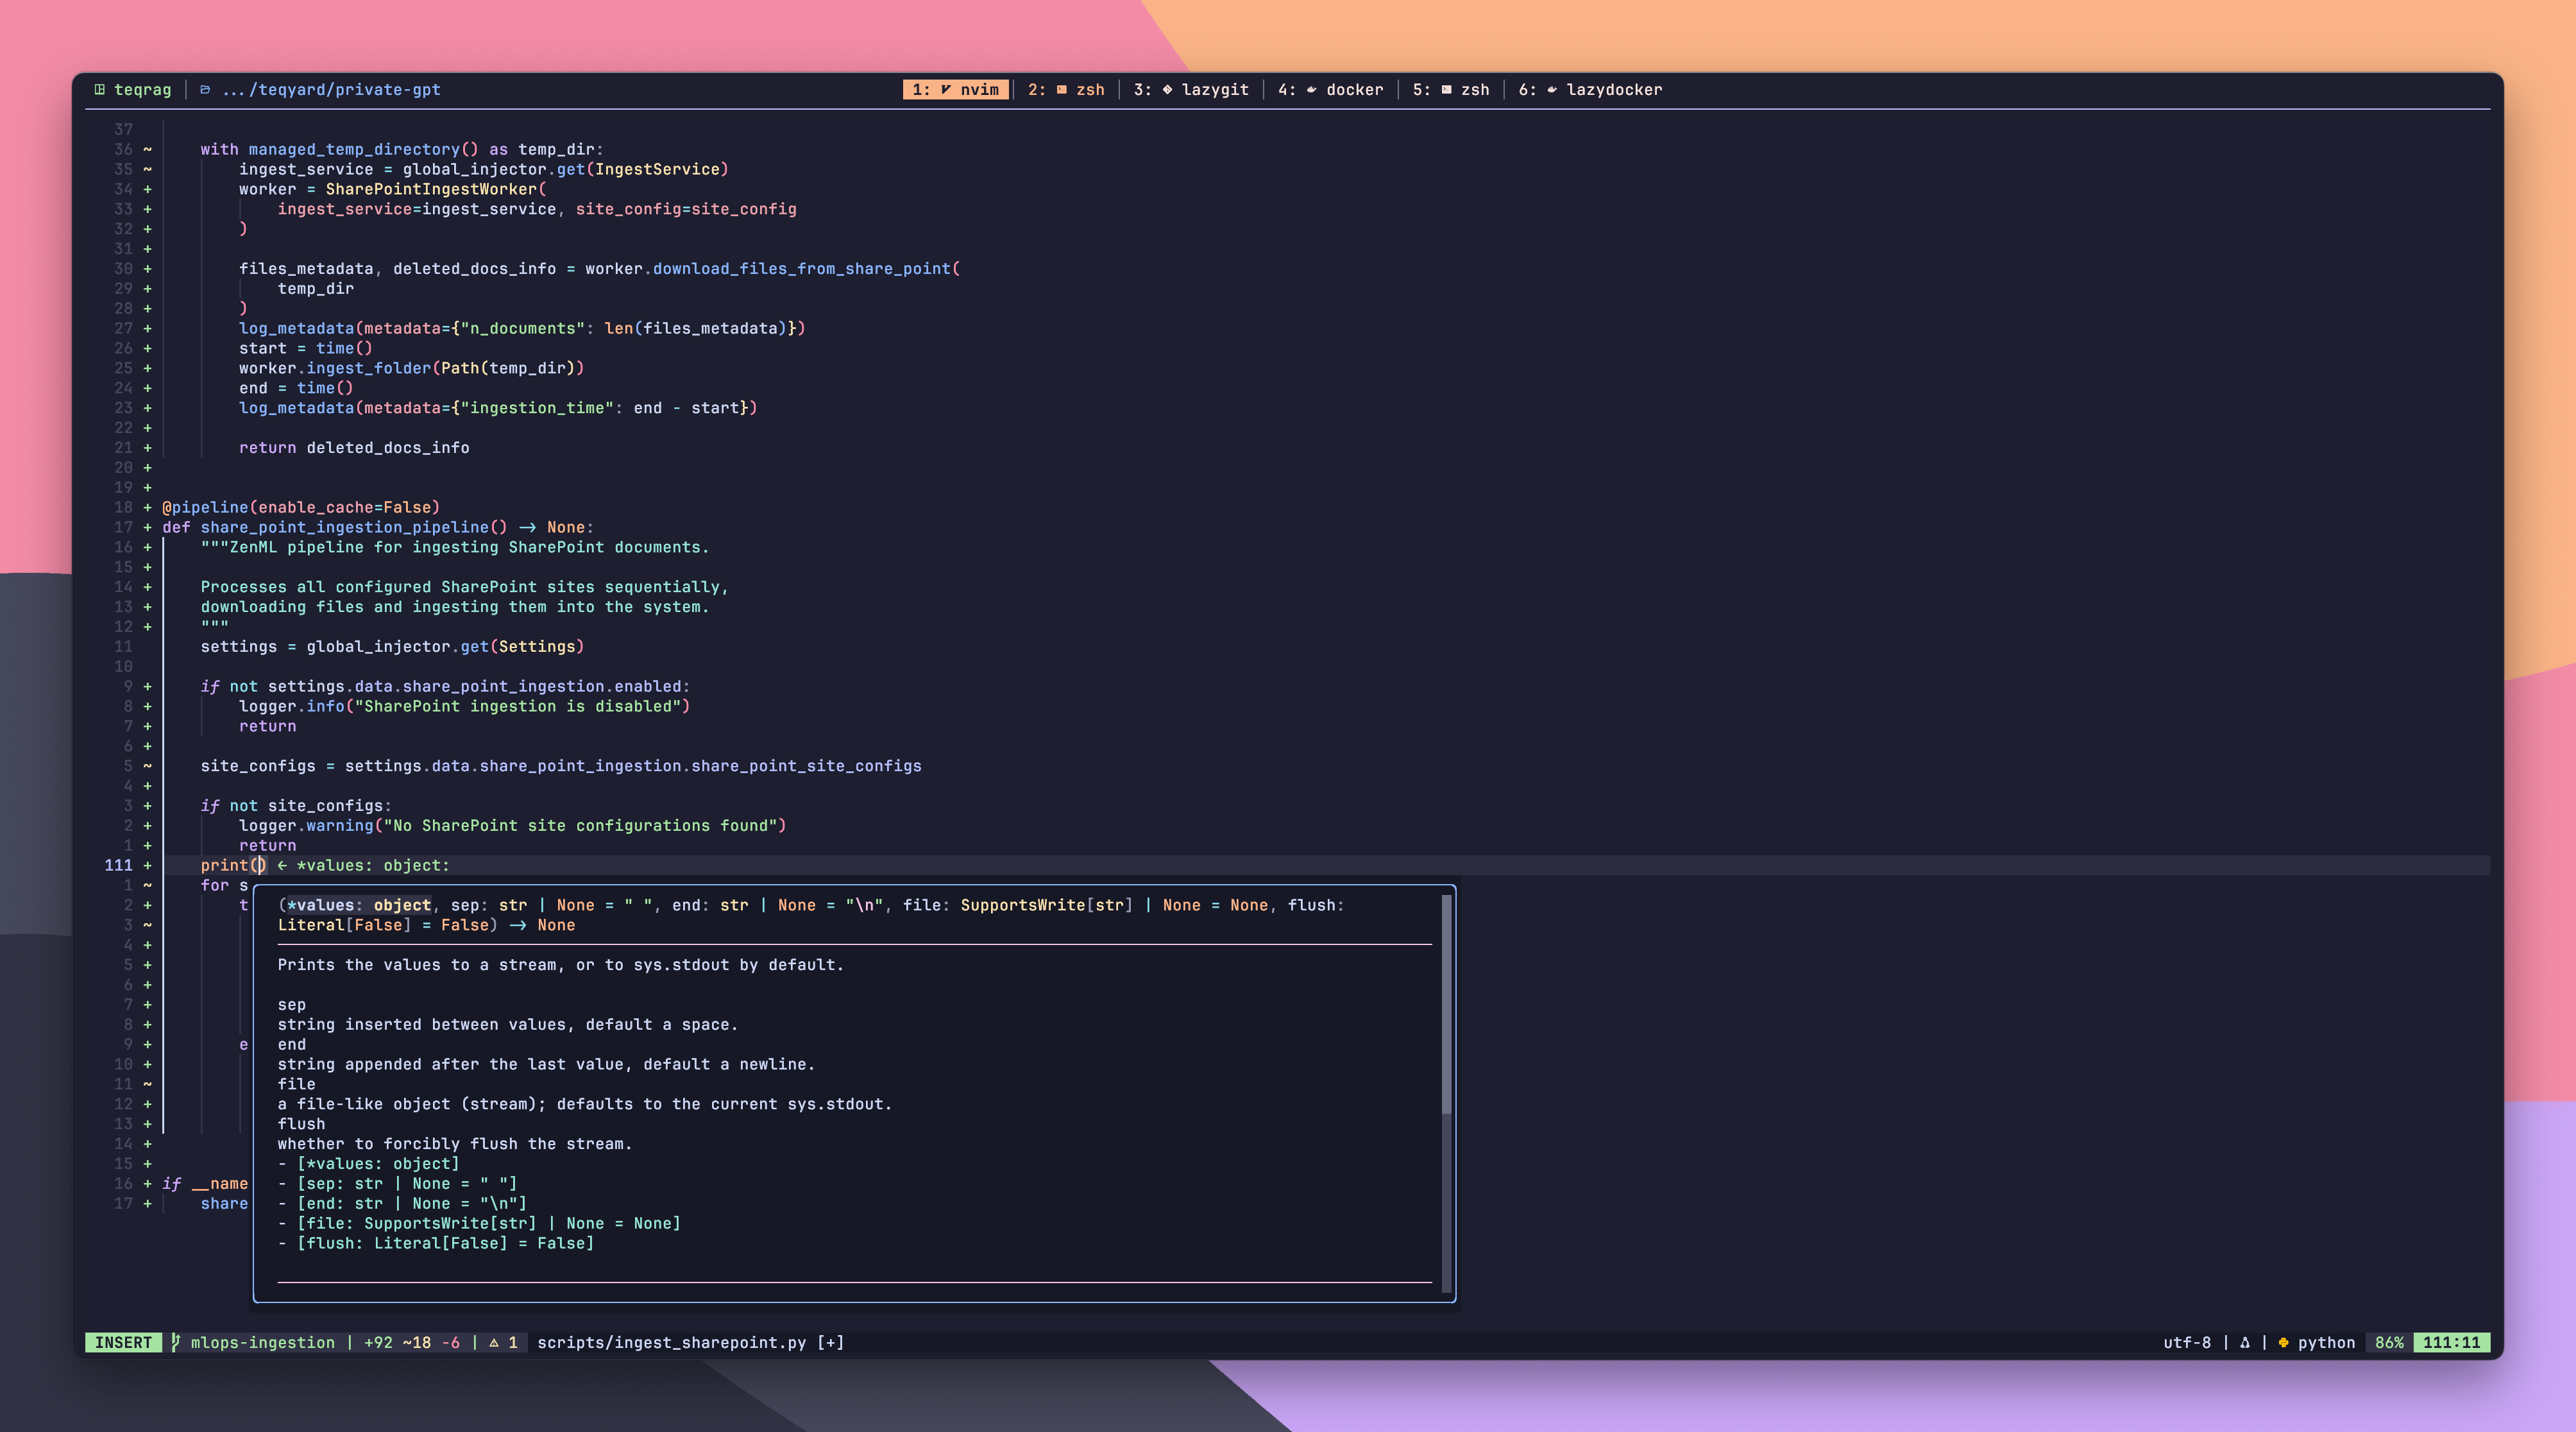 teqrag │ .../teqyard/private-gpt 1: nvim │ 2: zsh │ 3: lazygit │ 4: docker │ 5: zsh │ 6: lazydocker
37
36 ~ with managed_temp_directory() as temp_dir:
35 ~ ingest_service = global_injector.get(IngestService)
34 + worker = SharePointIngestWorker(
33 + ingest_service=ingest_service, site_config=site_config
32 + )
31 +
30 + files_metadata, deleted_docs_info = worker.download_files_from_share_point(
29 + temp_dir
28 + )
27 + log_metadata(metadata={"n_documents": len(files_metadata)})
26 + start = time()
25 + worker.ingest_folder(Path(temp_dir))
24 + end = time()
23 + log_metadata(metadata={"ingestion_time": end - start})
22 +
21 + return deleted_docs_info
20 +
19 +
18 + @pipeline(enable_cache=False)
17 + def share_point_ingestion_pipeline() -> None:
16 + """ZenML pipeline for ingesting SharePoint documents.
15 +
14 + Processes all configured SharePoint sites sequentially,
13 + downloading files and ingesting them into the system.
12 + """
11 settings = global_injector.get(Settings)
10
9 + if not settings.data.share_point_ingestion.enabled:
8 + logger.info("SharePoint ingestion is disabled")
7 + return
6 +
5 ~ site_configs = settings.data.share_point_ingestion.share_point_site_configs
4 +
3 + if not site_configs:
2 + logger.warning("No SharePoint site configurations found")
1 + return
111 + print() ← *values: object:
1 ~ for s
2 + t (*values: object, sep: str | None = " ", end: str | None = "\n", file: SupportsWrite[str] | None = None, flush:
3 ~ Literal[False] = False) -> None
4 +
5 + Prints the values to a stream, or to sys.stdout by default.
6 +
7 + sep
8 + string inserted between values, default a space.
9 + e end
10 + string appended after the last value, default a newline.
11 ~ file
12 + a file-like object (stream); defaults to the current sys.stdout.
13 + flush
14 + whether to forcibly flush the stream.
15 + - [*values: object]
16 + if __name - [sep: str | None = " "]
17 + share - [end: str | None = "\n"]
- [file: SupportsWrite[str] | None = None]
- [flush: Literal[False] = False]
INSERT mlops-ingestion | +92 ~18 -6 | ⚠ 1 scripts/ingest_sharepoint.py [+] utf-8 | | python 86% 111:11